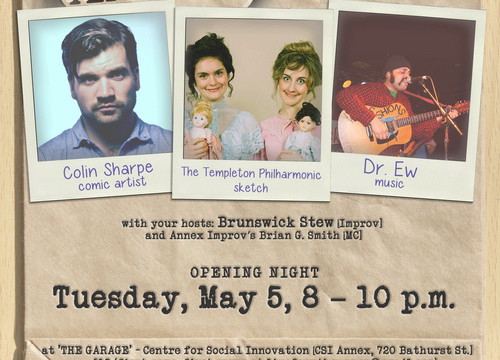 Colin Sharpe
comic artist
The Templeton Philharmonic
sketch
Dr. Ew
music
with your hosts: Brunswick Stew [Improv]
and Annex Improv's Brian G. Smith [MC]
OPENING NIGHT
Tuesday, May 5, 8 – 10 p.m.
at 'THE GARAGE' - Centre for Social Innovation [CSI Annex, 720 Bathurst St.]